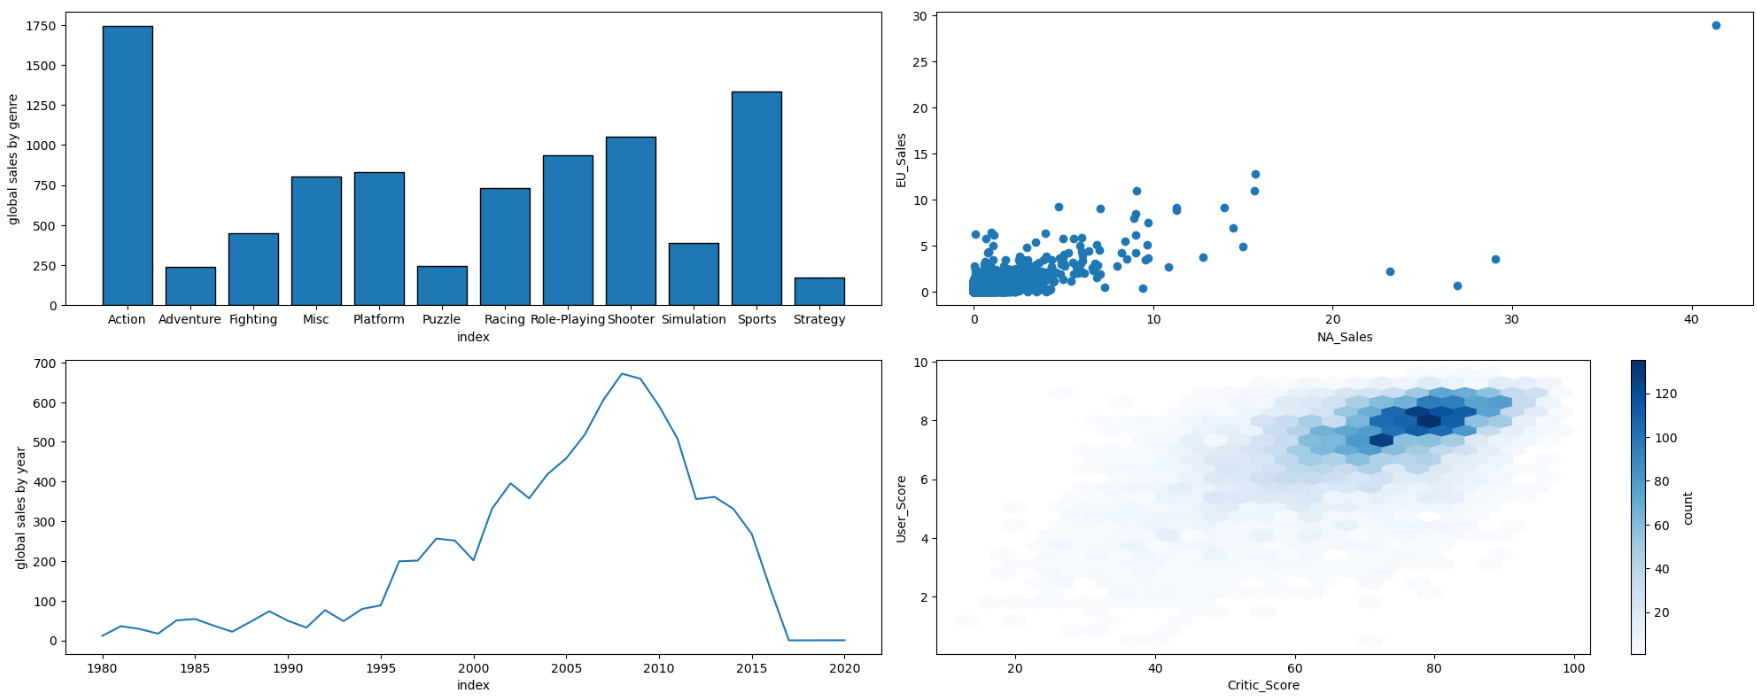 1750
1500
1250
1000
750
500
250
0
global sales by genre
Action Adventure Fighting Misc Platform Puzzle Racing Role-Playing Shooter Simulation Sports Strategy
index
30
25
20
15
10
5
0
EU_Sales
0 10 20 30 40
NA_Sales
700
600
500
400
300
200
100
0
global sales by year
1980 1985 1990 1995 2000 2005 2010 2015 2020
index
10
8
6
4
2
User_Score
20 40 60 80 100
Critic_Score
120
100
80
60
40
20
count